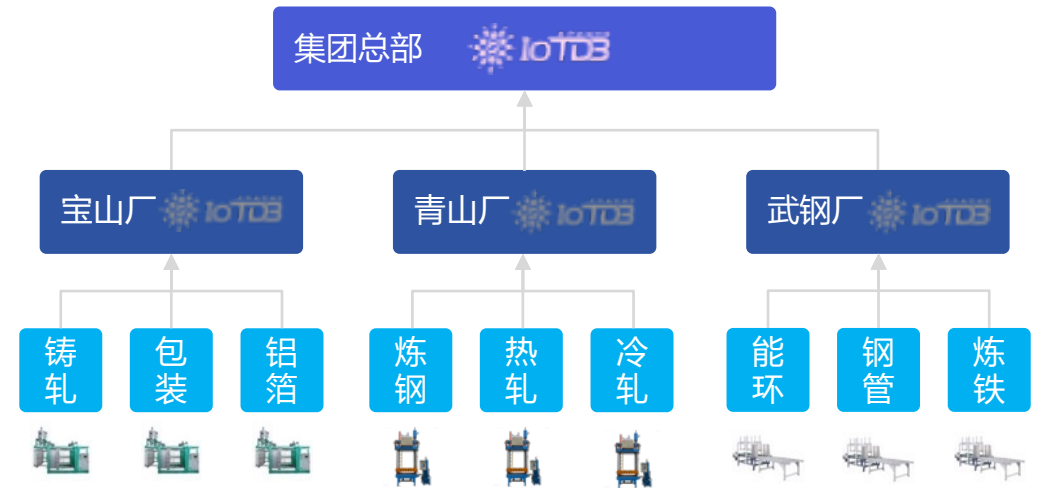 集团总部 IoTDB
宝山厂 IoTDB
青山厂 IoTDB
武钢厂 IoTDB
铸轧
包装
铝箔
炼钢
热轧
冷轧
能环
钢管
炼铁